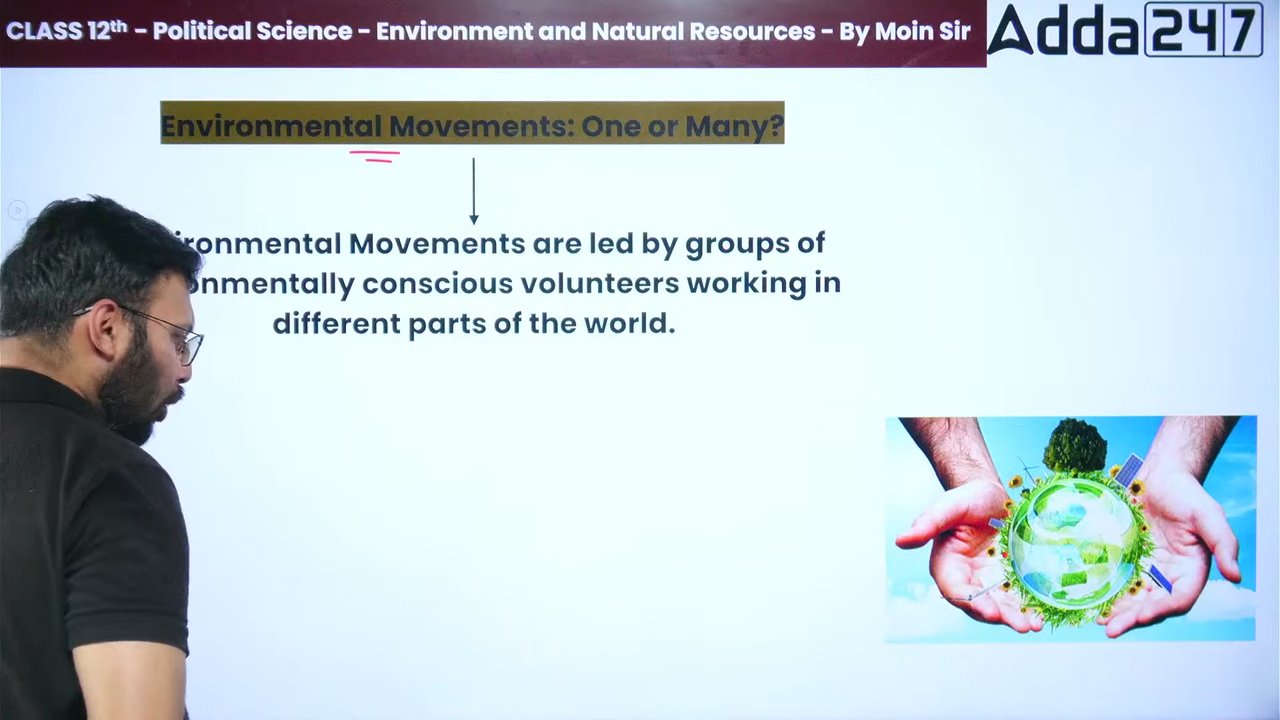 CLASS 12th - Political Science - Environment and Natural Resources - By Moin Sir
Adda247
Environmental Movements: One or Many?
ironmental Movements are led by groups of
onmentally conscious volunteers working in
different parts of the world.